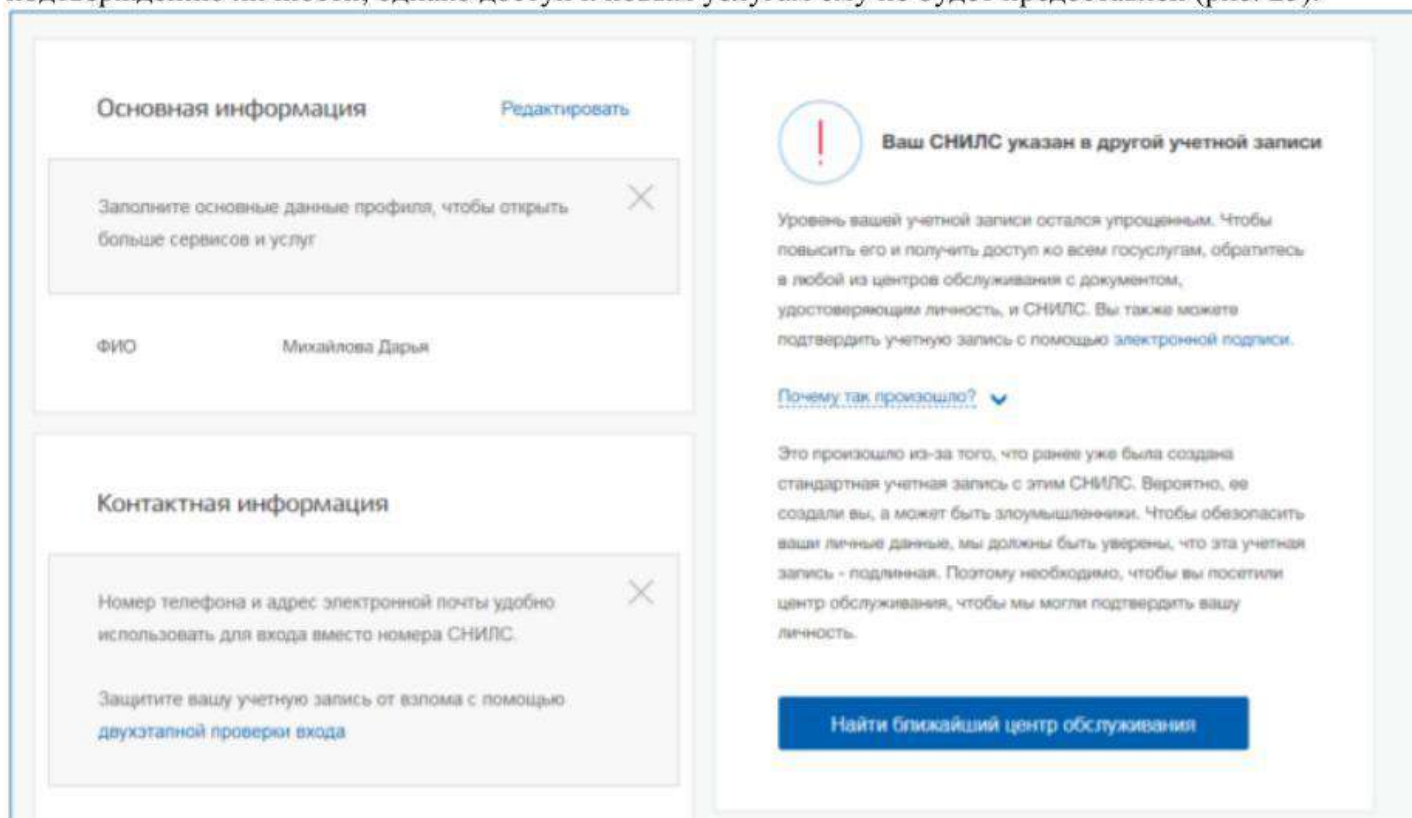 Основная информация
Редактировать
Заполните основные данные профиля, чтобы открыть
больше сервисов и услуг
ФИО Михайлова Дарья
Контактная информация
Номер телефона и адрес электронной почты удобно
использовать для входа вместо номера СНИЛС.
Защитите вашу учетную запись от взлома с помощью
двухэтапной проверки входа
Ваш СНИЛС указан в другой учетной записи
Уровень вашей учетной записи остался упрощенным. Чтобы
повысить его и получить доступ ко всем госуслугам, обратитесь
в любой из центров обслуживания с документом,
удостоверяющим личность, и СНИЛС. Вы также можете
подтвердить учетную запись с помощью электронной подписи.
Почему так произошло?
Это произошло из-за того, что ранее уже была создана
стандартная учетная запись с этим СНИЛС. Вероятно, ее
создали вы, а может быть злоумышленники. Чтобы обезопасить
ваши личные данные, мы должны быть уверены, что эта учетная
запись - подлинная. Поэтому необходимо, чтобы вы посетили
центр обслуживания, чтобы мы могли подтвердить вашу
личность.
Найти ближайший центр обслуживания